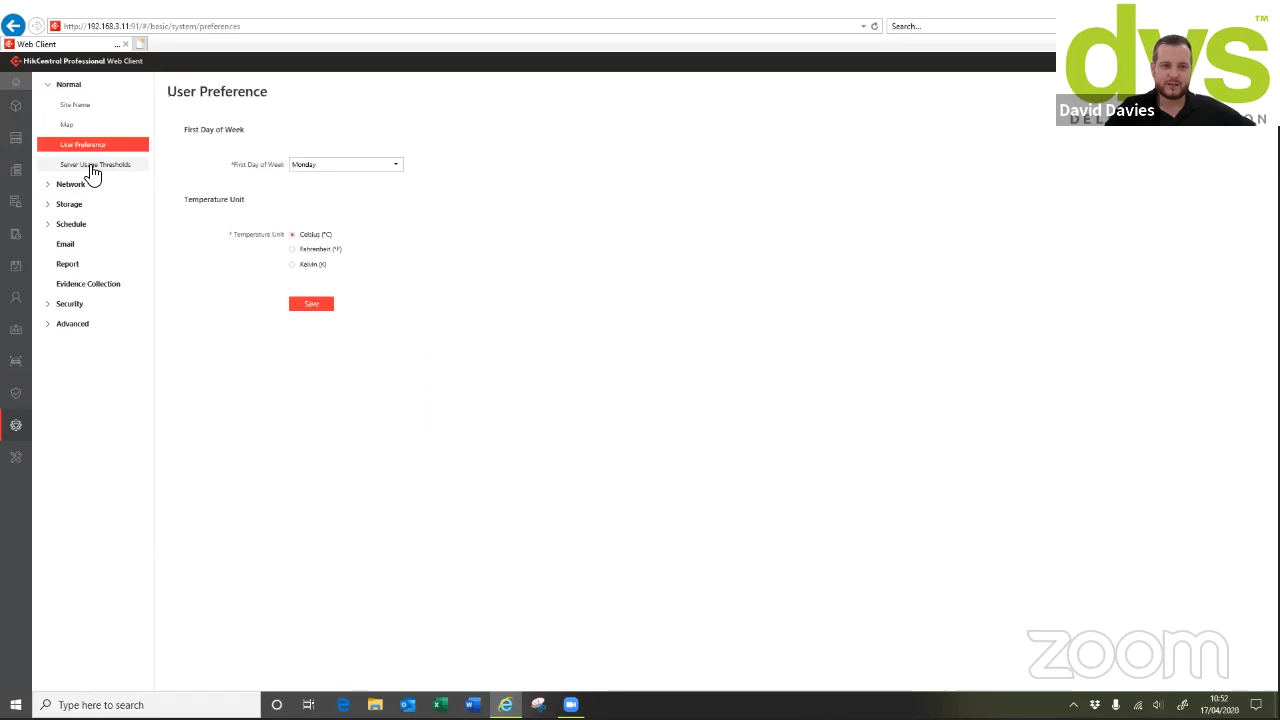 http://192.168.3.11:91/#/basic/system/preferences
Search...
Web Client
... ×
HikCentral Professional Web Client
dvs
TM
David Davies
Normal
Site Name
Map
User Preference
Server Usage Thresholds
Network
Storage
Schedule
Email
Report
Evidence Collection
Security
Advanced
User Preference
First Day of Week
*First Day of Week
Monday
Temperature Unit
* Temperature Unit
Celsius (°C)
Fahrenheit (°F)
Kelvin (K)
Save
zoom
Type here to search
10:52
17/04/2020